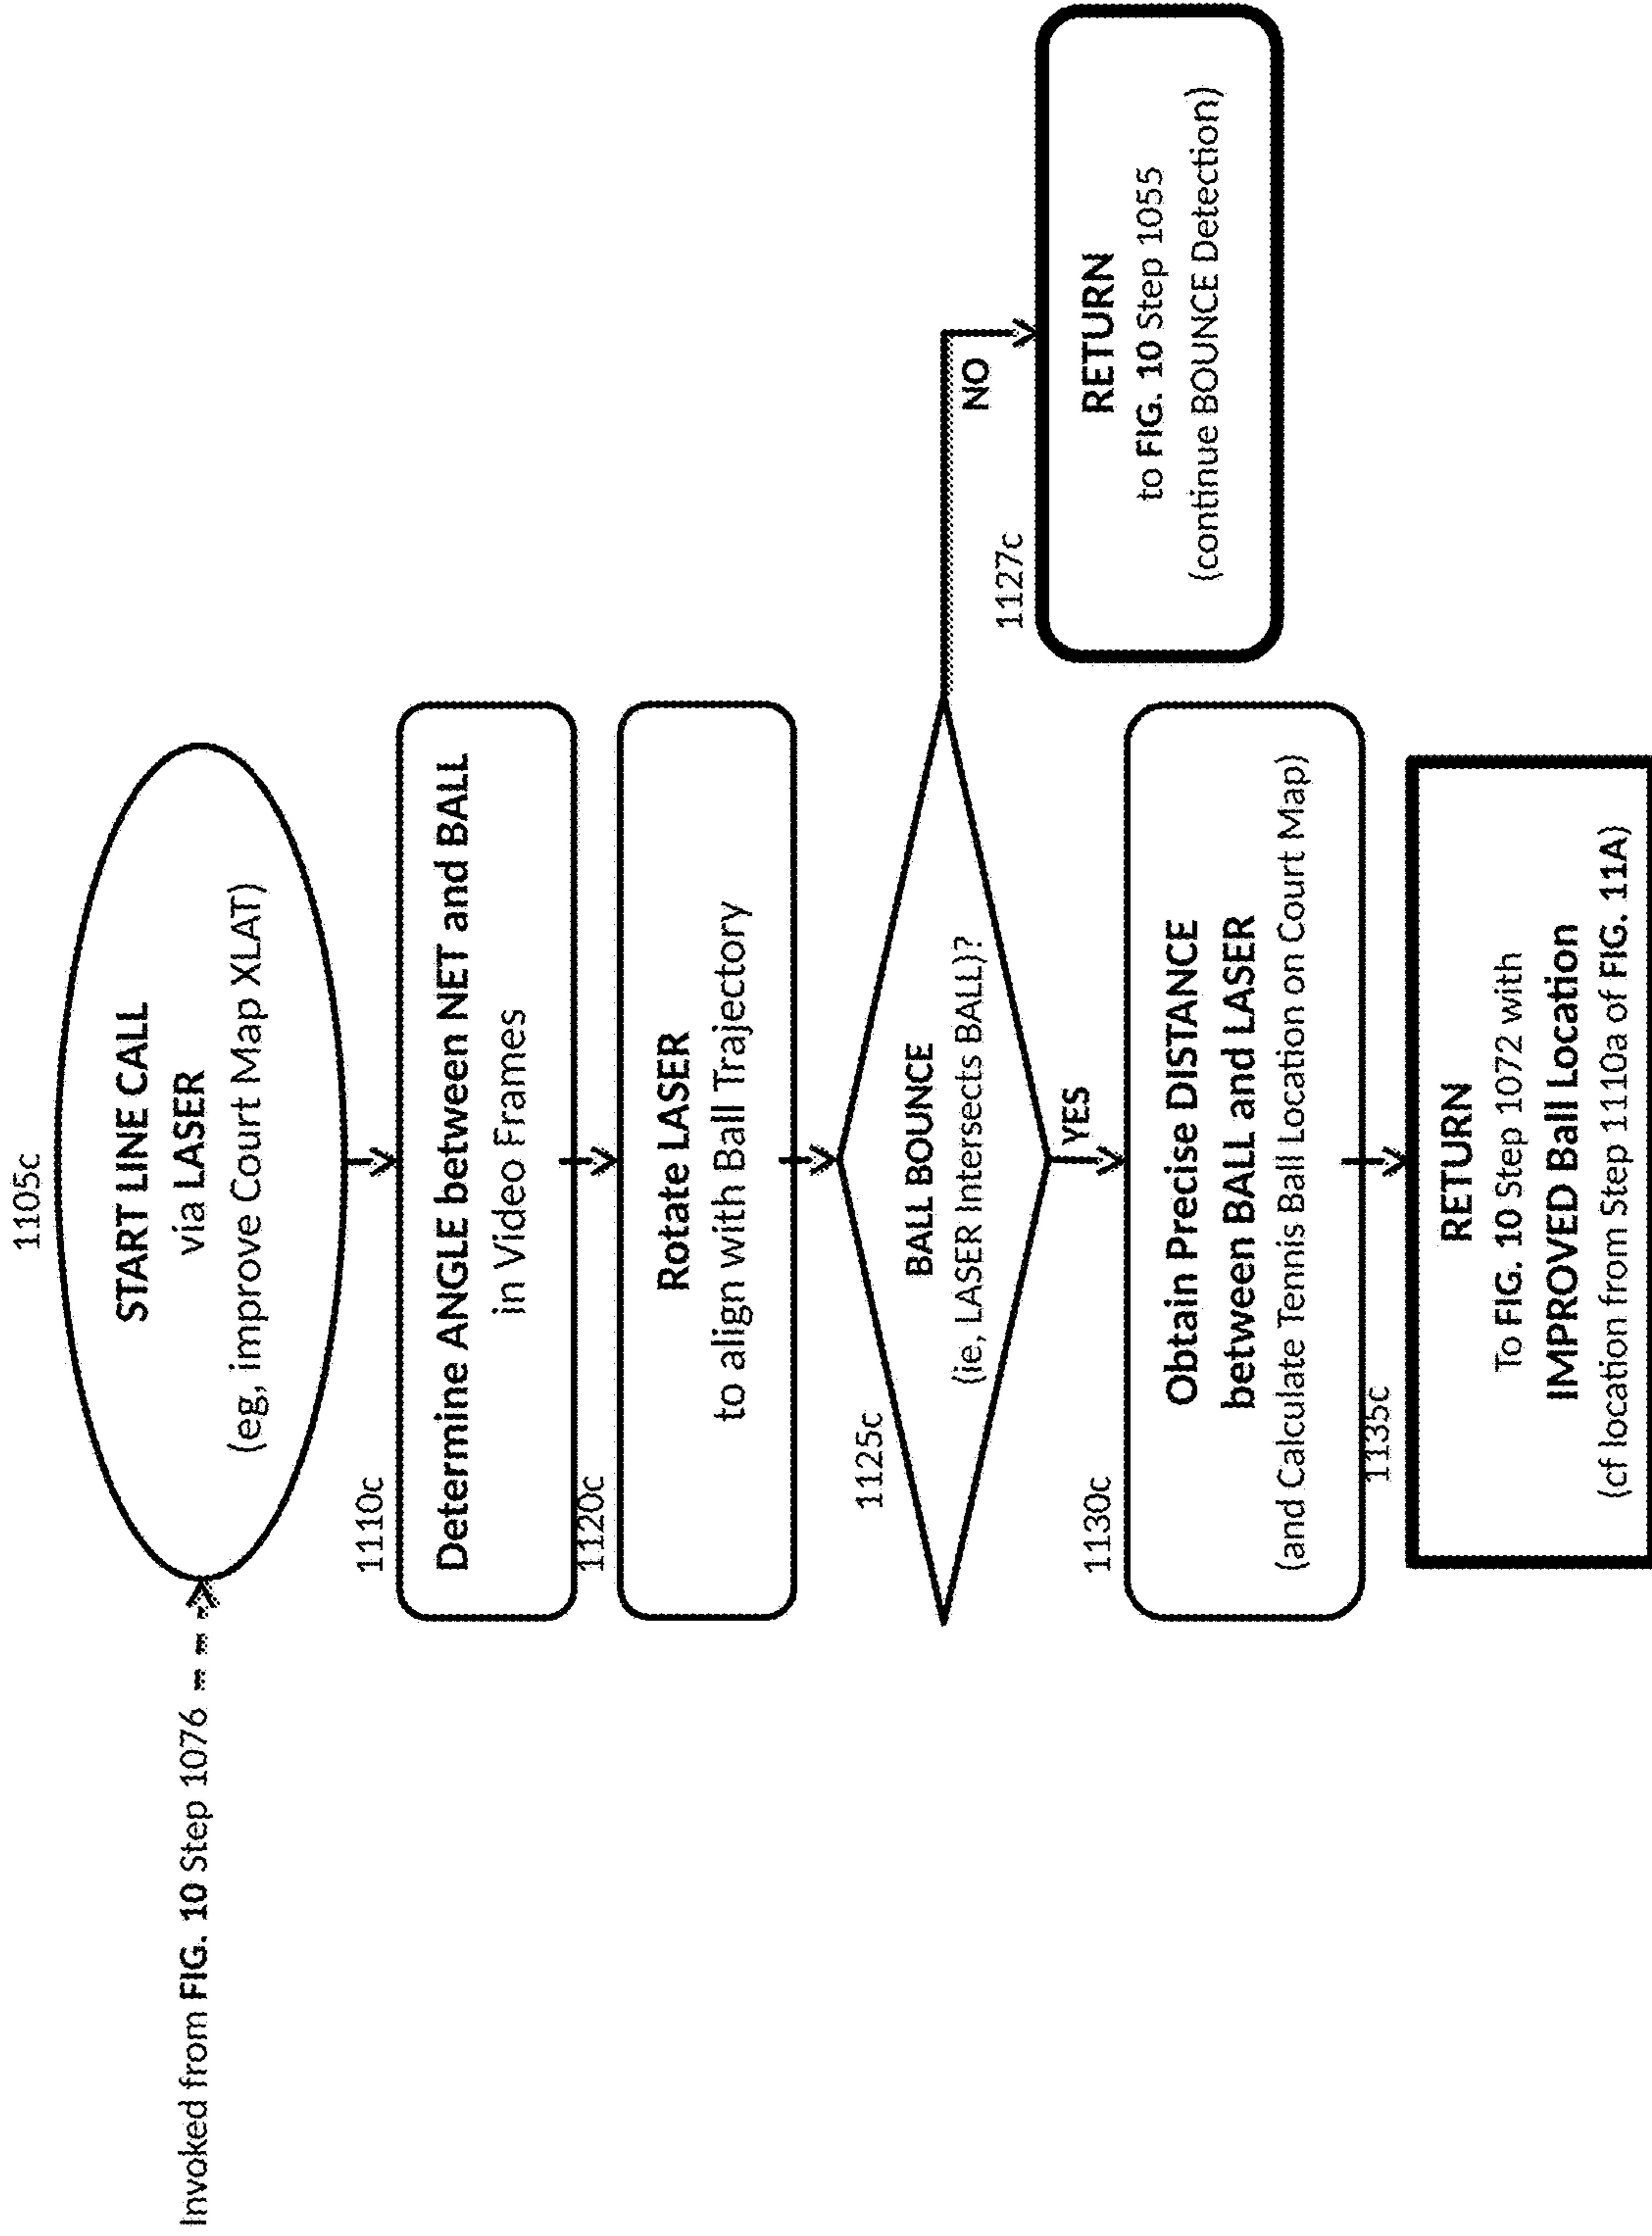 1105c
Invoked from FIG. 10 Step 1076
START LINE CALL
via LASER
(eg, improve Court Map XLAT)
1110c
Determine ANGLE between NET and BALL
in Video Frames
1120c
Rotate LASER
to align with Ball Trajectory
1125c
BALL BOUNCE
(ie, LASER Intersects BALL)?
NO
1127c
RETURN
to FIG. 10 Step 1055
(continue BOUNCE Detection)
YES
1130c
Obtain Precise DISTANCE
between BALL and LASER
(and Calculate Tennis Ball Location on Court Map)
1135c
RETURN
To FIG. 10 Step 1072 with
IMPROVED Ball Location
(cf location from Step 1110a of FIG. 11A)